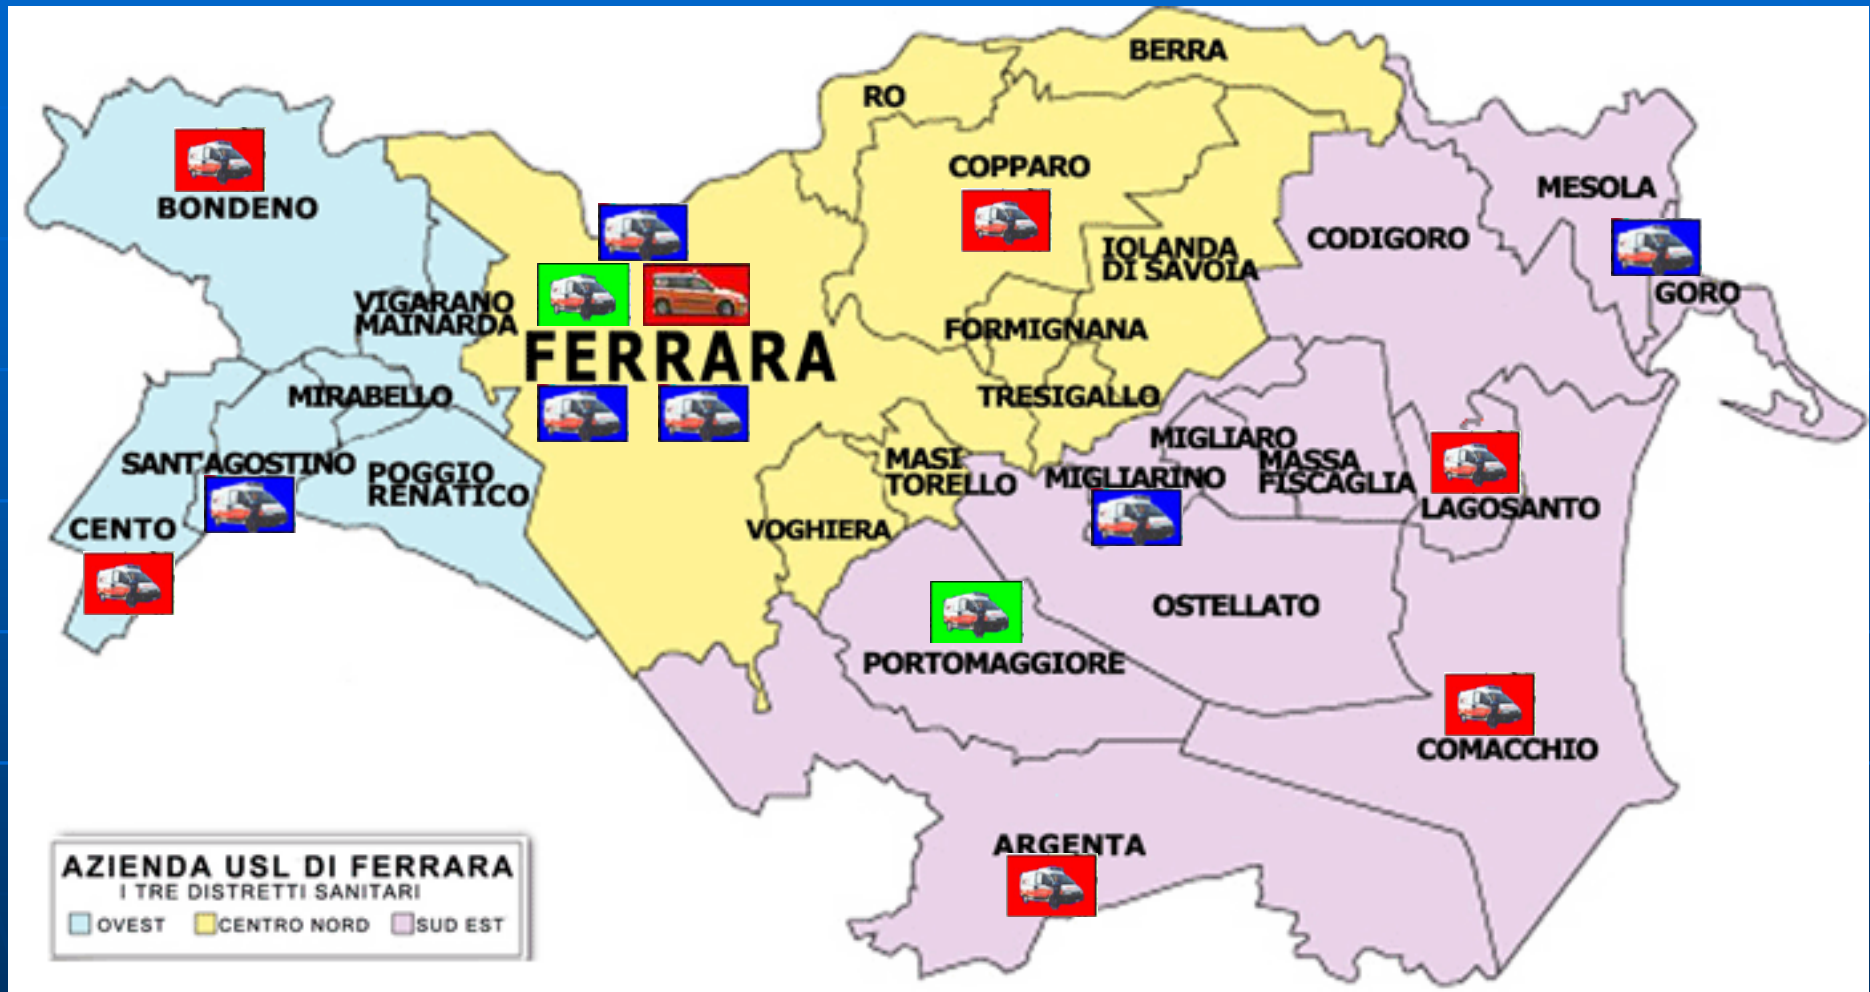 BERRA
RO
COPPARO
MESOLA
BONDENO
CODIGORO
IOLANDA
DI SAVOIA
GORO
VIGARANO
MAINARDA
FORMIGNANA
FERRARA
MIRABELLO
TRESIGALLO
MIGLIARO
SANT'AGOSTINO
POGGIO
RENATICO
MASI
TORELLO
MIGLIARINO
MASSA
FISCAGLIA
LAGOSANTO
CENTO
VOGHIERA
OSTELLATO
PORTOMAGGIORE
COMACCHIO
ARGENTA
AZIENDA USL DI FERRARA
I TRE DISTRETTI SANITARI
OVEST CENTRO NORD SUD EST